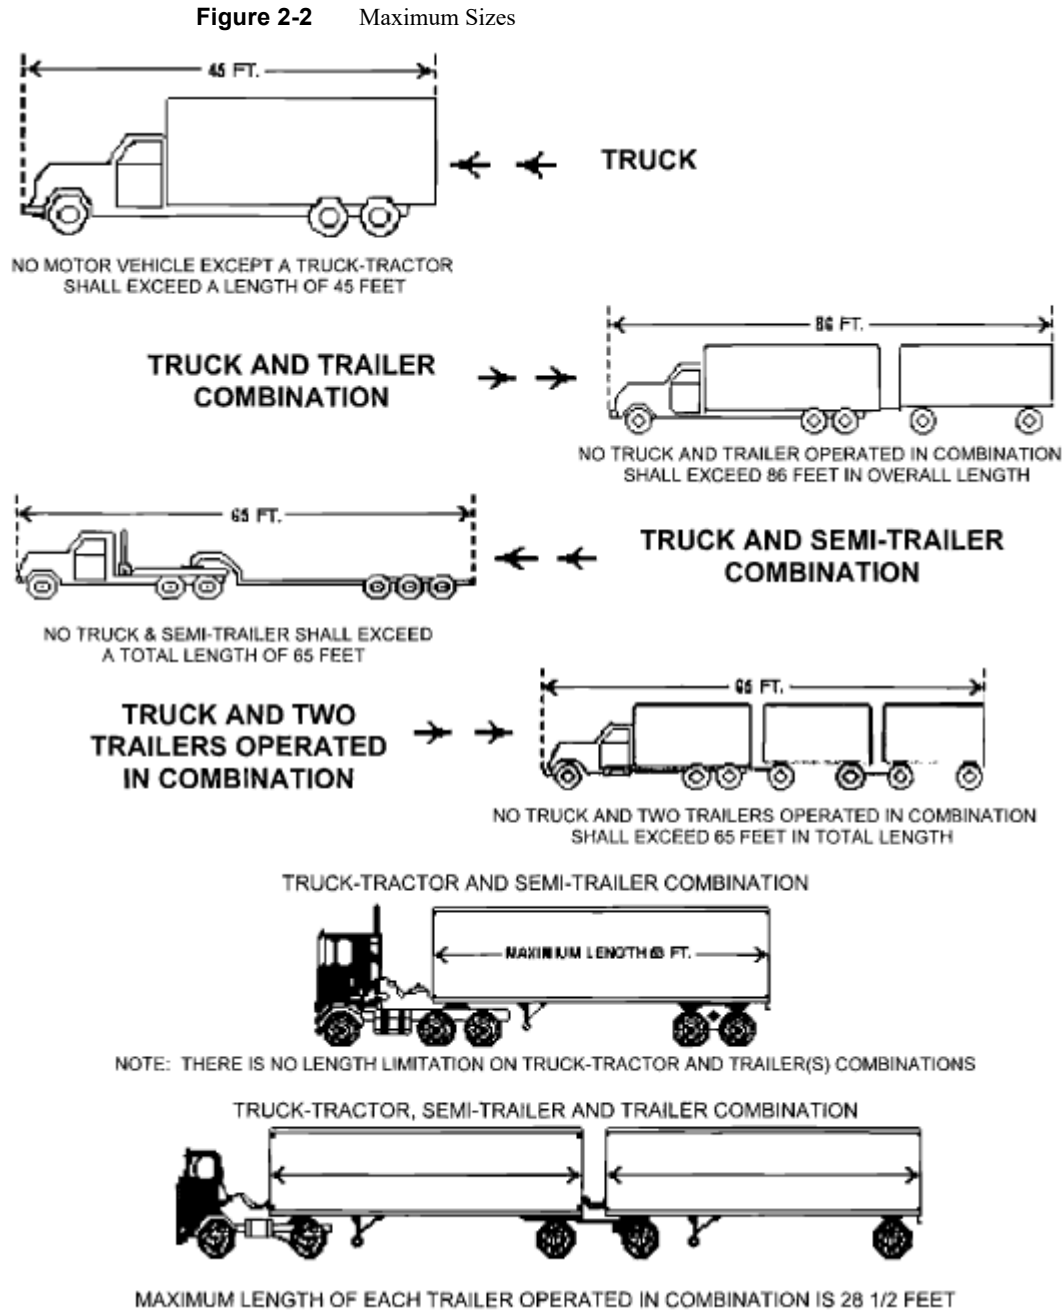 Figure 2-2 Maximum Sizes
45 FT.
TRUCK
NO MOTOR VEHICLE EXCEPT A TRUCK-TRACTOR
SHALL EXCEED A LENGTH OF 45 FEET
86 FT.
TRUCK AND TRAILER
COMBINATION
NO TRUCK AND TRAILER OPERATED IN COMBINATION
SHALL EXCEED 86 FEET IN OVERALL LENGTH
65 FT.
TRUCK AND SEMI-TRAILER
COMBINATION
NO TRUCK & SEMI-TRAILER SHALL EXCEED
A TOTAL LENGTH OF 65 FEET
65 FT.
TRUCK AND TWO
TRAILERS OPERATED
IN COMBINATION
NO TRUCK AND TWO TRAILERS OPERATED IN COMBINATION
SHALL EXCEED 65 FEET IN TOTAL LENGTH
TRUCK-TRACTOR AND SEMI-TRAILER COMBINATION
MAXIMUM LENGTH FT.
NOTE: THERE IS NO LENGTH LIMITATION ON TRUCK-TRACTOR AND TRAILER(S) COMBINATIONS
TRUCK-TRACTOR, SEMI-TRAILER AND TRAILER COMBINATION
MAXIMUM LENGTH OF EACH TRAILER OPERATED IN COMBINATION IS 28 1/2 FEET